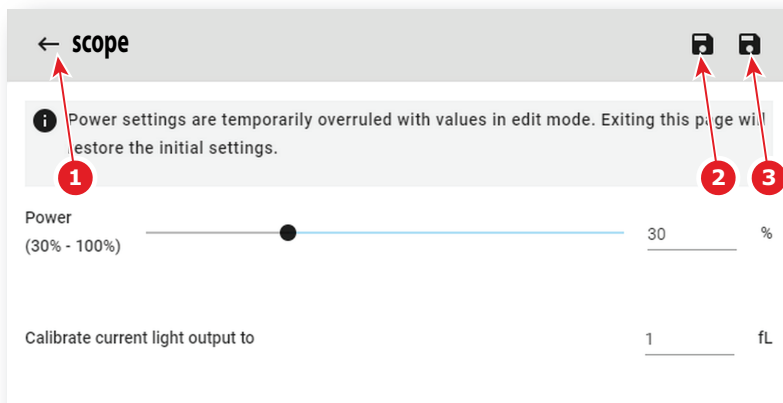 scope
Power settings are temporarily overruled with values in edit mode. Exiting this page will
restore the initial settings.
1
2
3
Power
(30% - 100%)
30
%
Calibrate current light output to
1
fL